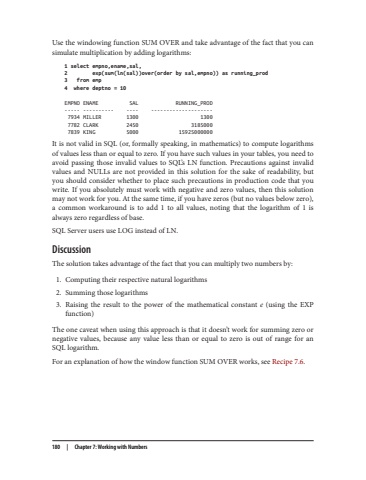 Use the windowing function SUM OVER and take advantage of the fact that you can
simulate multiplication by adding logarithms:
1 select empno,ename,sal,
2 exp(sum(ln(sal))over(order by sal,empno)) as running_prod
3 from emp
4 where deptno = 10
EMPNO ENAME SAL RUNNING_PROD
----- ---------- ---- --------------------
7934 MILLER 1300 1300
7782 CLARK 2450 3185000
7839 KING 5000 15925000000
It is not valid in SQL (or, formally speaking, in mathematics) to compute logarithms
of values less than or equal to zero. If you have such values in your tables, you need to
avoid passing those invalid values to SQL's LN function. Precautions against invalid
values and NULLs are not provided in this solution for the sake of readability, but
you should consider whether to place such precautions in production code that you
write. If you absolutely must work with negative and zero values, then this solution
may not work for you. At the same time, if you have zeros (but no values below zero),
a common workaround is to add 1 to all values, noting that the logarithm of 1 is
always zero regardless of base.
SQL Server users use LOG instead of LN.
Discussion
The solution takes advantage of the fact that you can multiply two numbers by:
1. Computing their respective natural logarithms
2. Summing those logarithms
3. Raising the result to the power of the mathematical constant e (using the EXP
function)
The one caveat when using this approach is that it doesn't work for summing zero or
negative values, because any value less than or equal to zero is out of range for an
SQL logarithm.
For an explanation of how the window function SUM OVER works, see Recipe 7.6.
180 | Chapter 7: Working with Numbers